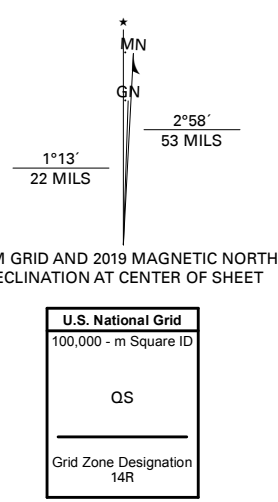 ★
MN
GN
2°58´
53 MILS
1°13´
22 MILS
M GRID AND 2019 MAGNETIC NORTH
ECLINATION AT CENTER OF SHEET
U.S. National Grid
100,000 - m Square ID
QS
Grid Zone Designation
14R